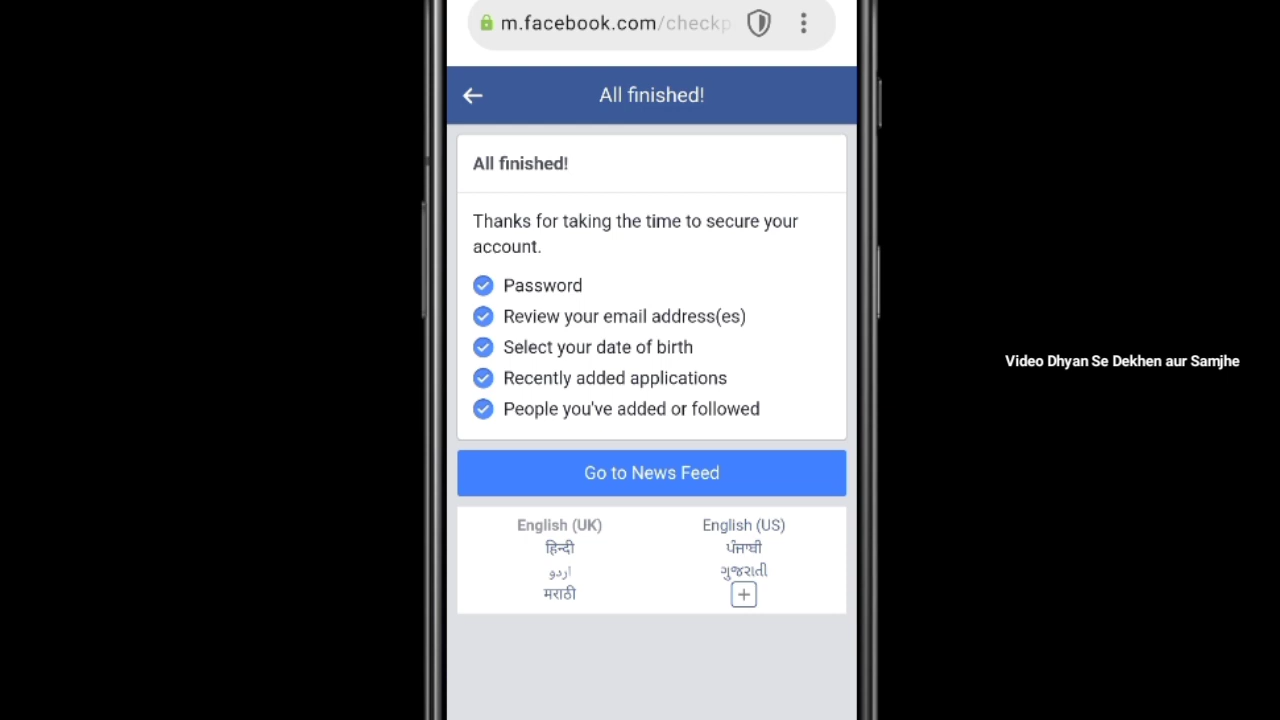 m.facebook.com/checkp
All finished!
All finished!
Thanks for taking the time to secure your
account.
Password
Review your email address(es)
Select your date of birth
Recently added applications
People you've added or followed
Video Dhyan Se Dekhen aur Samjhe
Go to News Feed
English (UK) English (US)
हिन्दी ਪੰਜਾਬੀ
اردو ગુજરાતી
मराठी